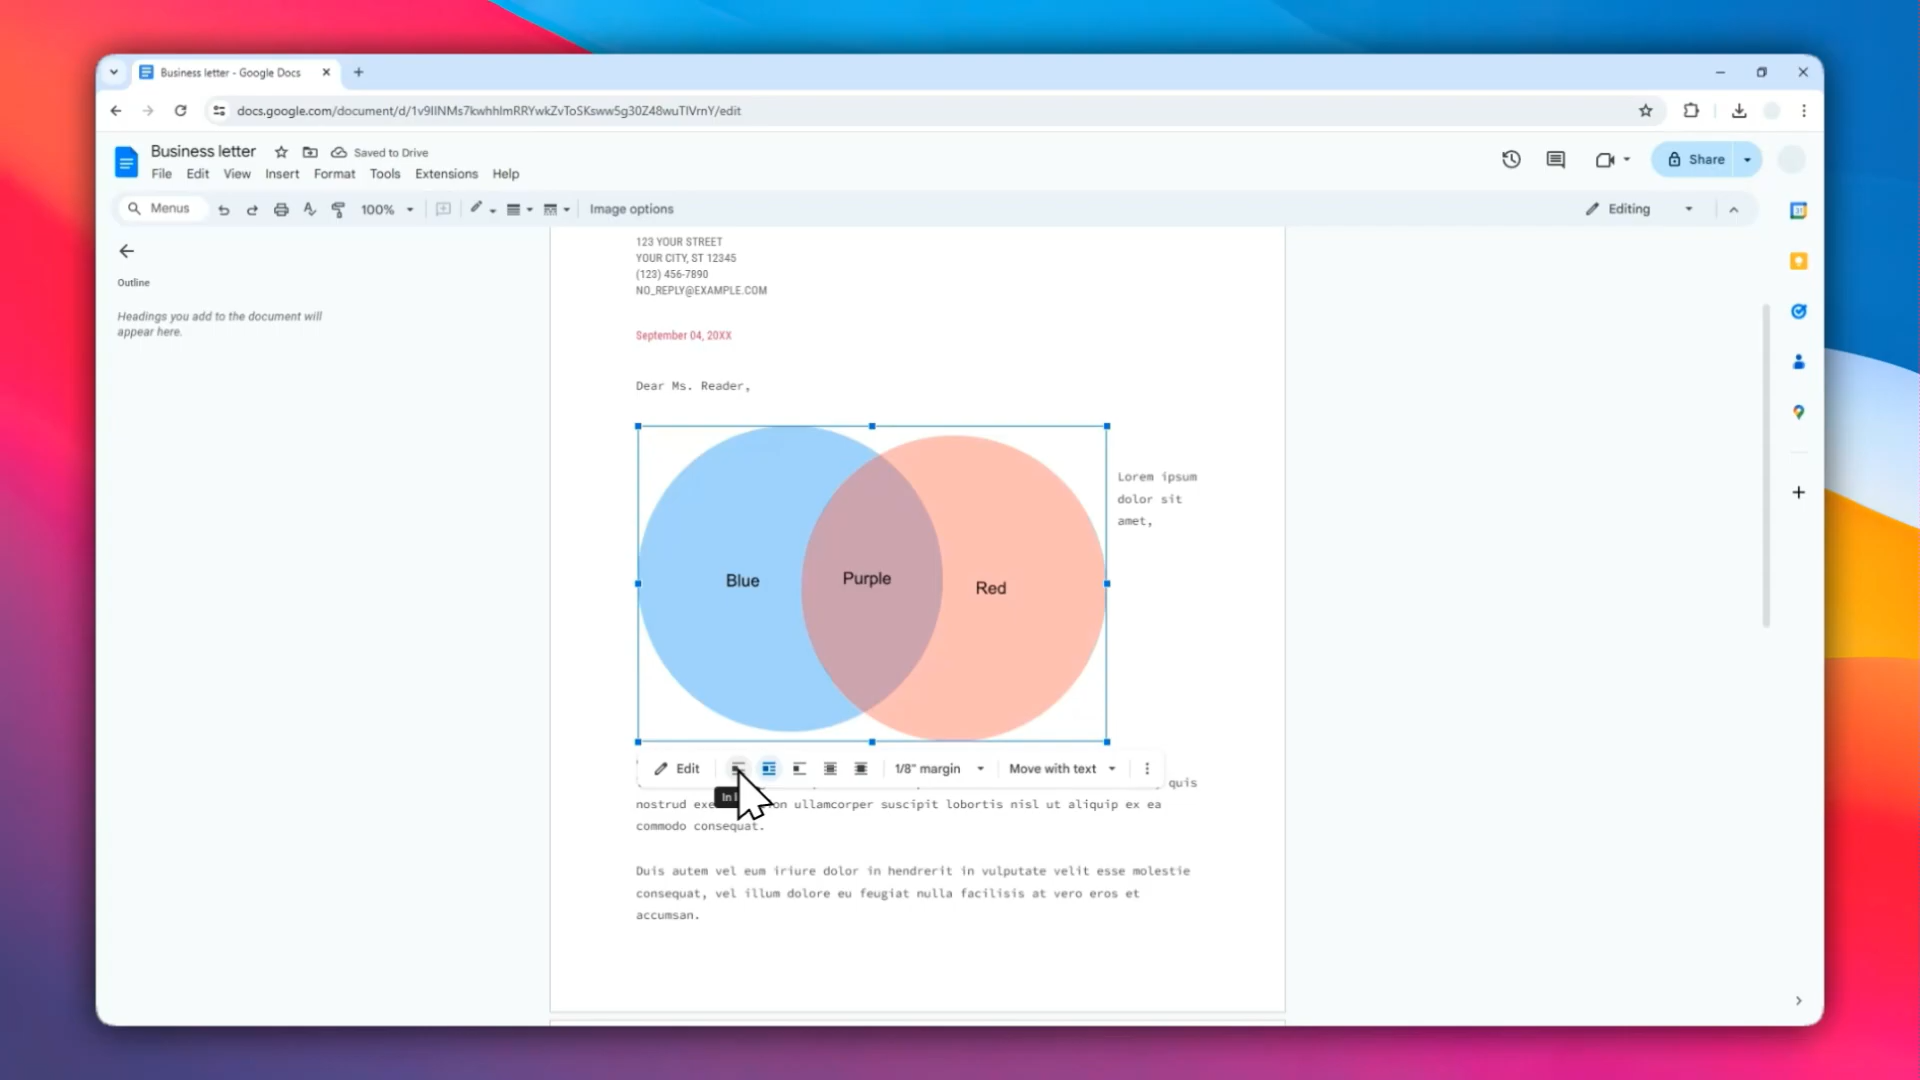 Business letter - Google Docs
docs.google.com/document/d/1v9IlNMs7kwhhlmRRYwkZvToSKsww5g30Z48wuTlVrnY/edit
Business letter
Saved to Drive
File Edit View Insert Format Tools Extensions Help
Share
Menus
100%
Image options
Editing
Outline
Headings you add to the document will
appear here.
123 YOUR STREET
YOUR CITY, ST 12345
(123) 456-7890
NO_REPLY@EXAMPLE.COM
September 04, 20XX
Dear Ms. Reader,
Lorem ipsum
dolor sit
amet,
Blue
Purple
Red
Edit
1/8" margin
Move with text
In
quis
nostrud ullamcorper suscipit lobortis nisl ut aliquip ex ea
commodo consequat.
Duis autem vel eum iriure dolor in hendrerit in vulputate velit esse molestie
consequat, vel illum dolore eu feugiat nulla facilisis at vero eros et
accumsan.